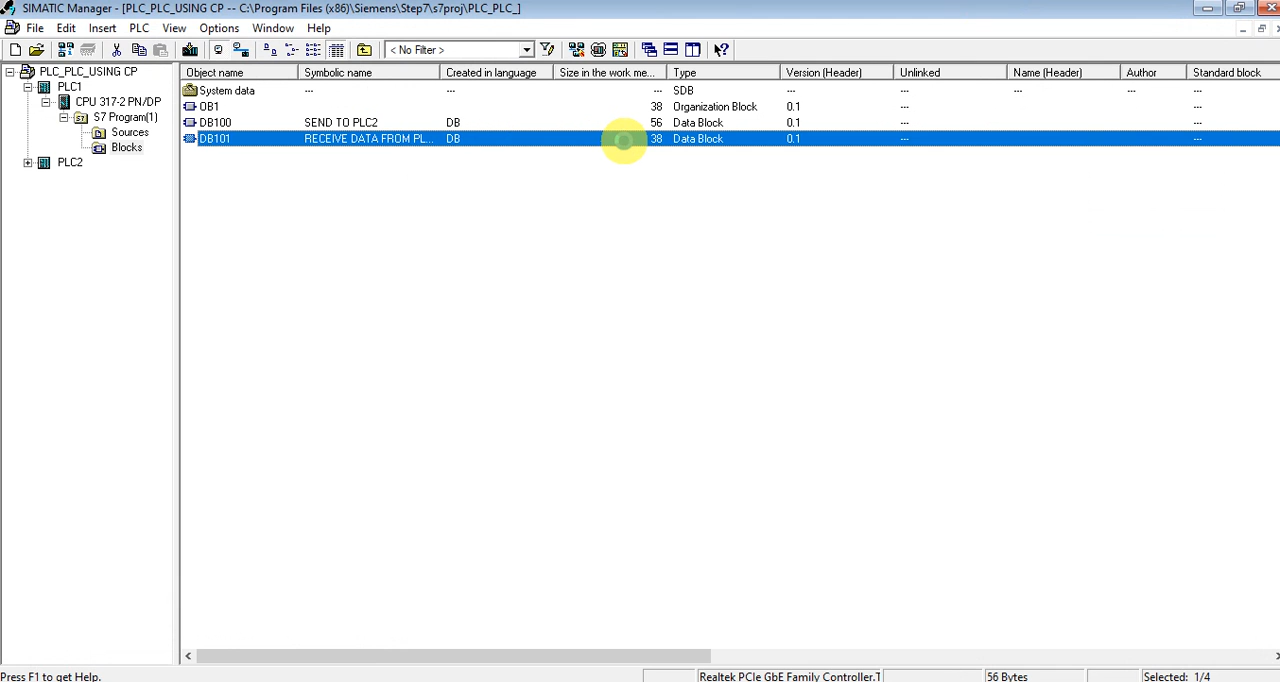 SIMATIC Manager - [PLC_PLC_USING CP -- C:\Program Files (x86)\Siemens\Step7\s7proj\PLC_PLC_]
File Edit Insert PLC View Options Window Help
< No Filter >
PLC_PLC_USING CP
PLC1
CPU 317-2 PN/DP
S7 Program(1)
Sources
Blocks
PLC2
Object name Symbolic name Created in language Size in the work me... Type Version (Header) Unlinked Name (Header) Author Standard block
System data --- --- --- SDB --- --- --- --- ---
OB1 38 Organization Block 0.1 --- ---
DB100 SEND TO PLC2 DB 56 Data Block 0.1 --- ---
DB101 RECEIVE DATA FROM PL... DB 38 Data Block 0.1 --- ---
Press F1 to get Help. Realtek PCIe GbE Family Controller.T 56 Bytes Selected: 1/4